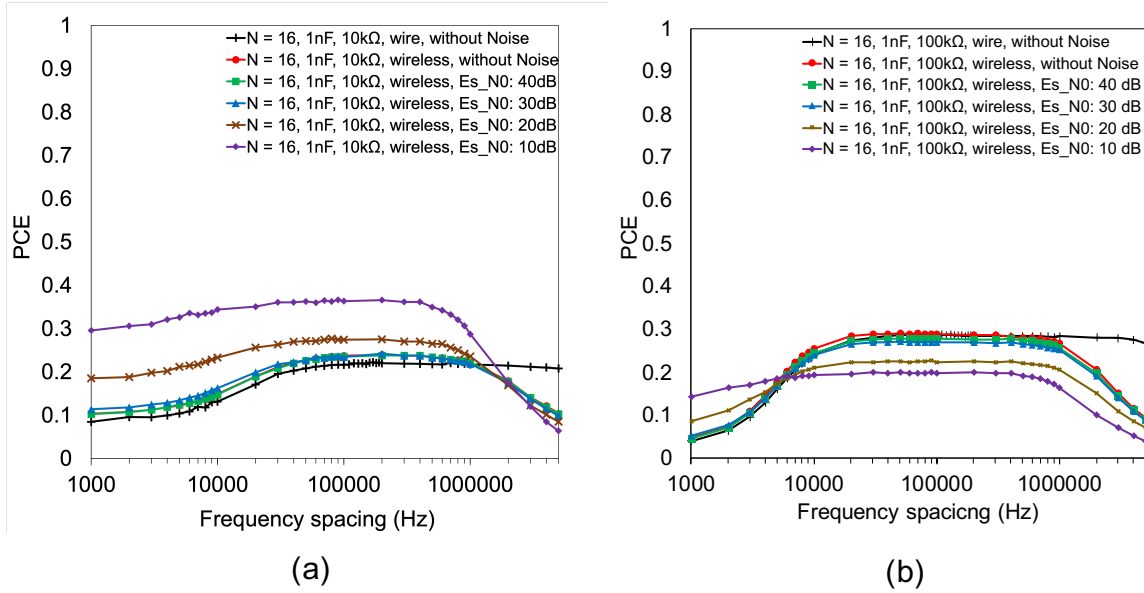 1
0.9
0.8
0.7
0.6
0.5
0.4
0.3
0.2
0.1
0
PCE
N = 16, 1nF, 10kΩ, wire, without Noise
N = 16, 1nF, 10kΩ, wireless, without Noise
N = 16, 1nF, 10kΩ, wireless, Es_N0: 40dB
N = 16, 1nF, 10kΩ, wireless, Es_N0: 30dB
N = 16, 1nF, 10kΩ, wireless, Es_N0: 20dB
N = 16, 1nF, 10kΩ, wireless, Es_N0: 10dB
1000 10000 100000 1000000
Frequency spacing (Hz)
(a)
1
0.9
0.8
0.7
0.6
0.5
0.4
0.3
0.2
0.1
0
PCE
N = 16, 1nF, 100kΩ, wire, without Noise
N = 16, 1nF, 100kΩ, wireless, without Noise
N = 16, 1nF, 100kΩ, wireless, Es_N0: 40 dB
N = 16, 1nF, 100kΩ, wireless, Es_N0: 30 dB
N = 16, 1nF, 100kΩ, wireless, Es_N0: 20 dB
N = 16, 1nF, 100kΩ, wireless, Es_N0: 10 dB
1000 10000 100000 1000000
Frequency spacicng (Hz)
(b)